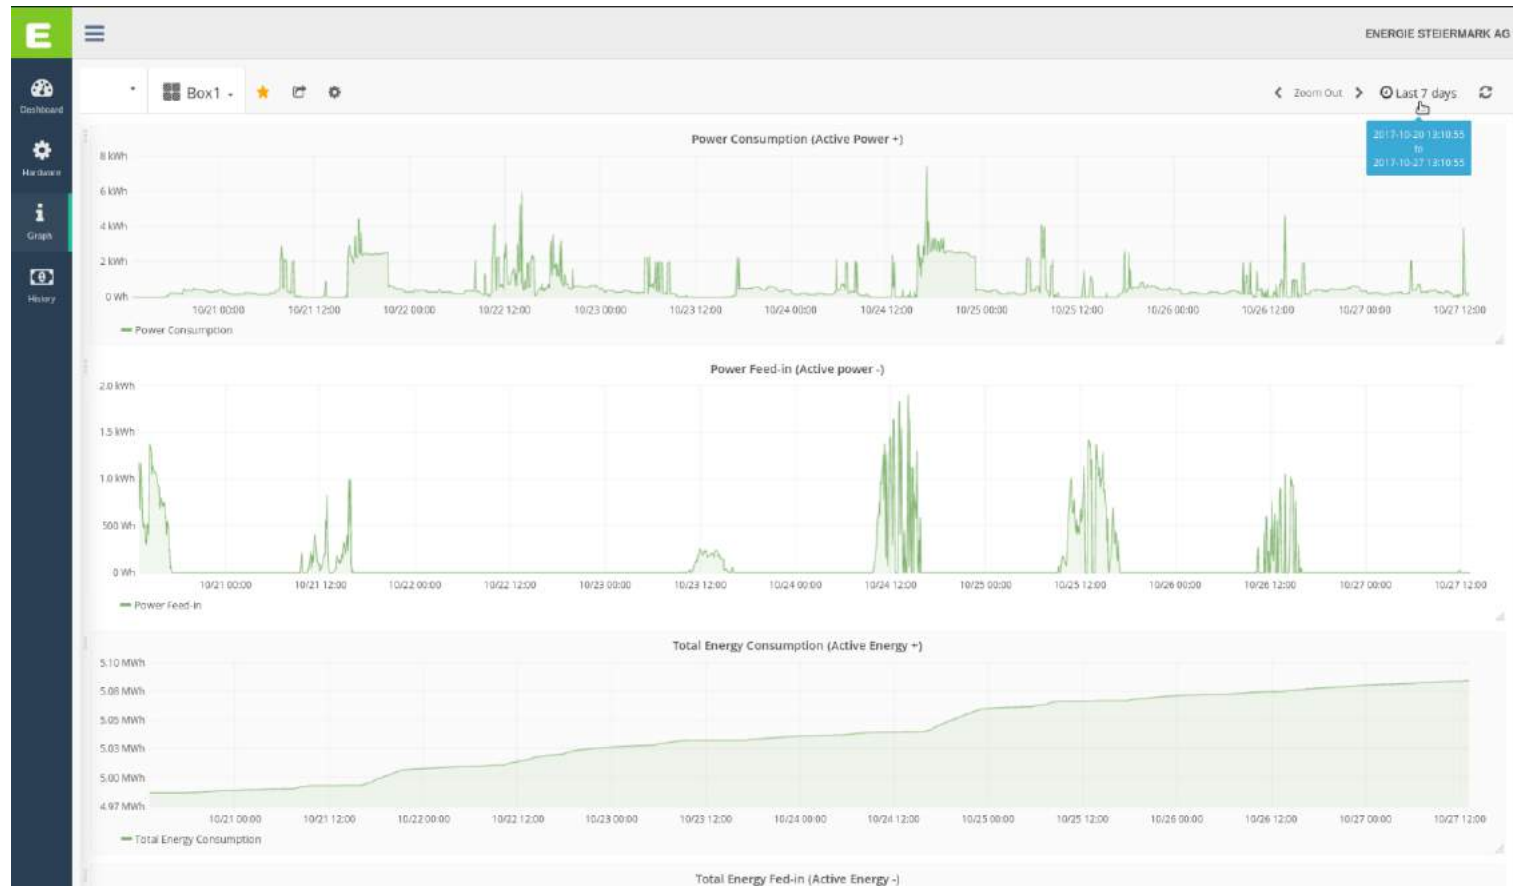 E
ENERGIE STEIERMARK AG
Dashboard
Hardware
Graph
History
Box1
Zoom Out
Last 7 days
2017-10-20 13:10:55
to
2017-10-27 13:10:55
Power Consumption (Active Power +)
8 kWh
6 kWh
4 kWh
2 kWh
0 Wh
10/21 00:00 10/21 12:00 10/22 00:00 10/22 12:00 10/23 00:00 10/23 12:00 10/24 00:00 10/24 12:00 10/25 00:00 10/25 12:00 10/26 00:00 10/26 12:00 10/27 00:00 10/27 12:00
Power Consumption
Power Feed-in (Active power -)
2.0 kWh
1.5 kWh
1.0 kWh
500 Wh
0 Wh
10/21 00:00 10/21 12:00 10/22 00:00 10/22 12:00 10/23 00:00 10/23 12:00 10/24 00:00 10/24 12:00 10/25 00:00 10/25 12:00 10/26 00:00 10/26 12:00 10/27 00:00 10/27 12:00
Power Feed-in
Total Energy Consumption (Active Energy +)
5.10 MWh
5.08 MWh
5.05 MWh
5.03 MWh
5.00 MWh
4.97 MWh
10/21 00:00 10/21 12:00 10/22 00:00 10/22 12:00 10/23 00:00 10/23 12:00 10/24 00:00 10/24 12:00 10/25 00:00 10/25 12:00 10/26 00:00 10/26 12:00 10/27 00:00 10/27 12:00
Total Energy Consumption
Total Energy Fed-in (Active Energy -)